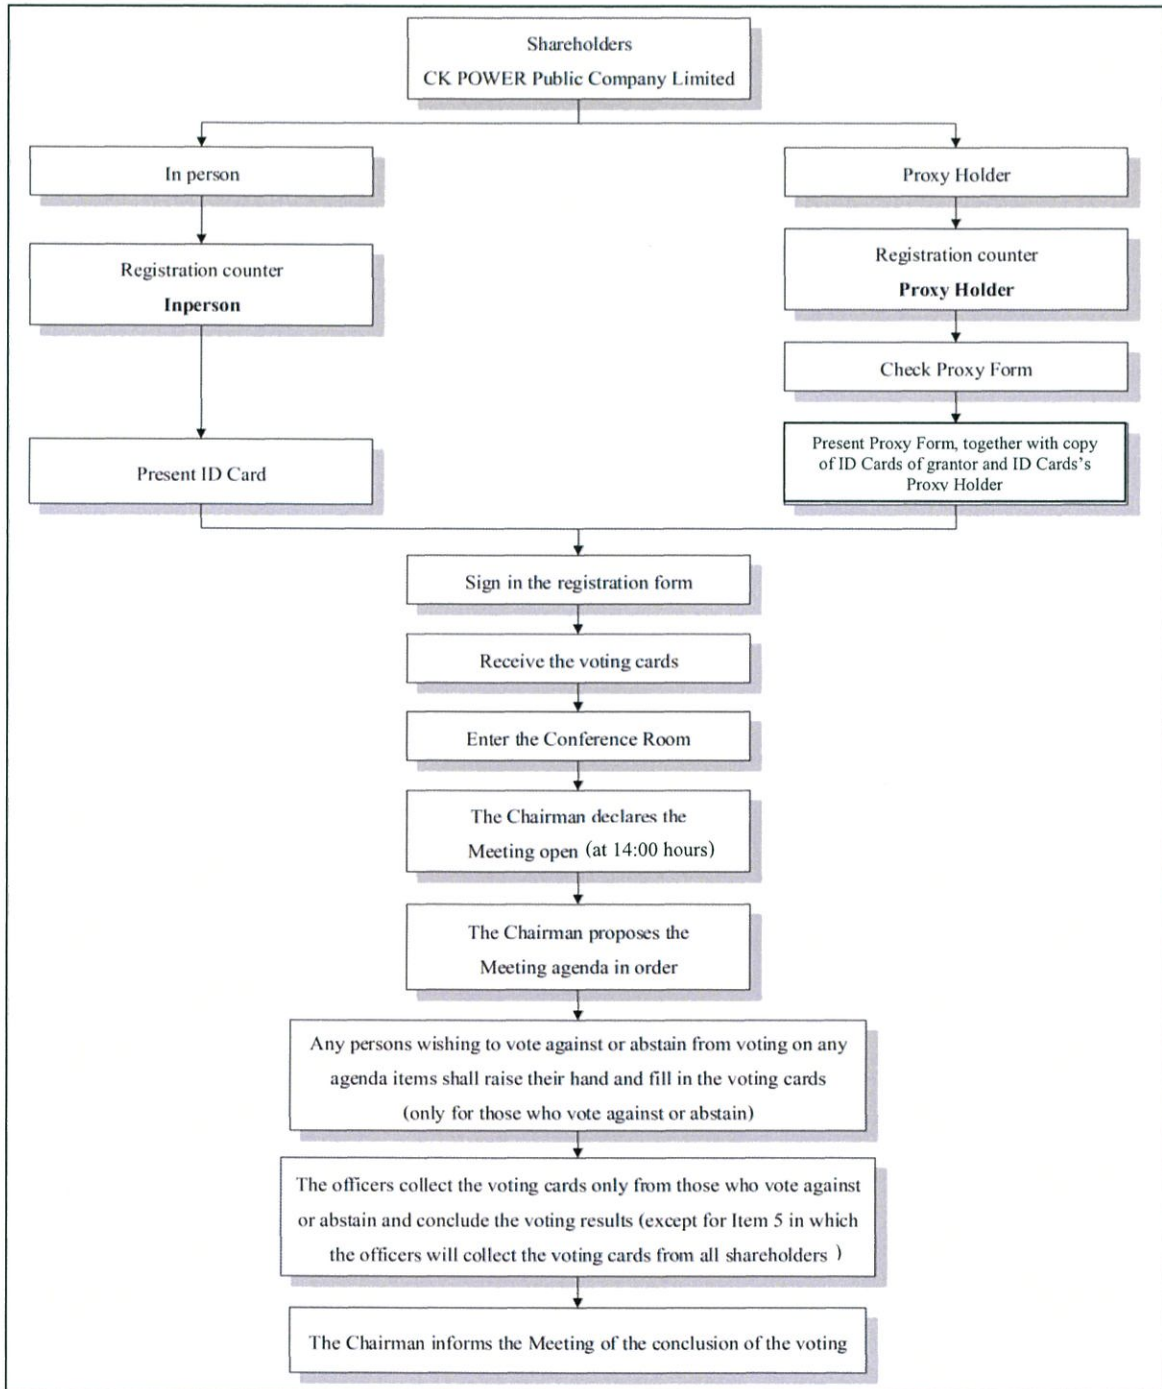 Shareholders
CK POWER Public Company Limited
In person
Proxy Holder
Registration counter
Inperson
Registration counter
Proxy Holder
Check Proxy Form
Present ID Card
Present Proxy Form, together with copy
of ID Cards of grantor and ID Cards's
Proxy Holder
Sign in the registration form
Receive the voting cards
Enter the Conference Room
The Chairman declares the
Meeting open (at 14:00 hours)
The Chairman proposes the
Meeting agenda in order
Any persons wishing to vote against or abstain from voting on any
agenda items shall raise their hand and fill in the voting cards
(only for those who vote against or abstain)
The officers collect the voting cards only from those who vote against
or abstain and conclude the voting results (except for Item 5 in which
the officers will collect the voting cards from all shareholders )
The Chairman informs the Meeting of the conclusion of the voting